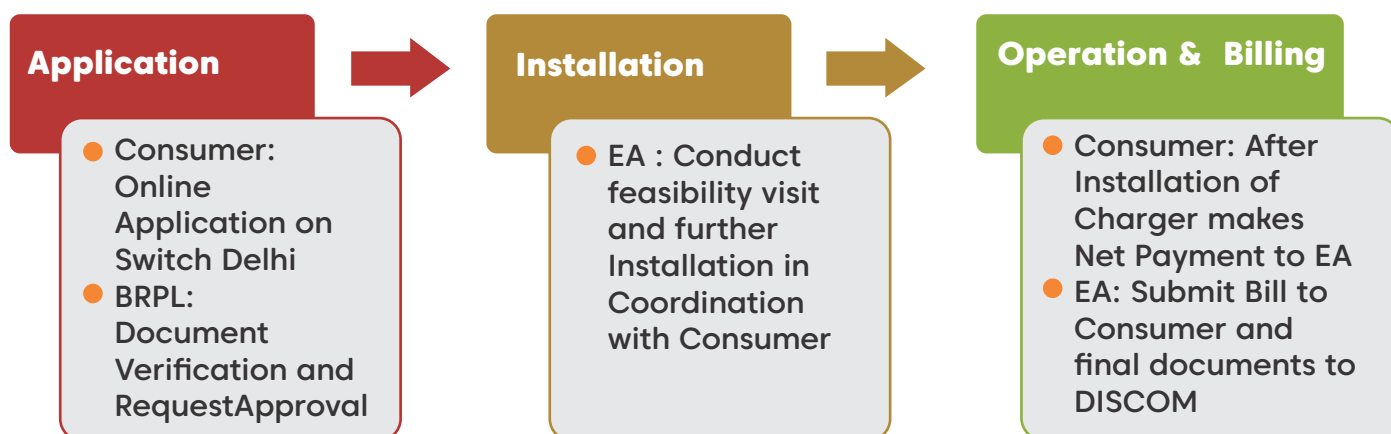 Application
Consumer:
Online
Application on
Switch Delhi
BRPL:
Document
Verification and
RequestApproval
Installation
EA : Conduct
feasibility visit
and further
Installation in
Coordination
with Consumer
Operation & Billing
Consumer: After
Installation of
Charger makes
Net Payment to EA
EA: Submit Bill to
Consumer and
final documents to
DISCOM